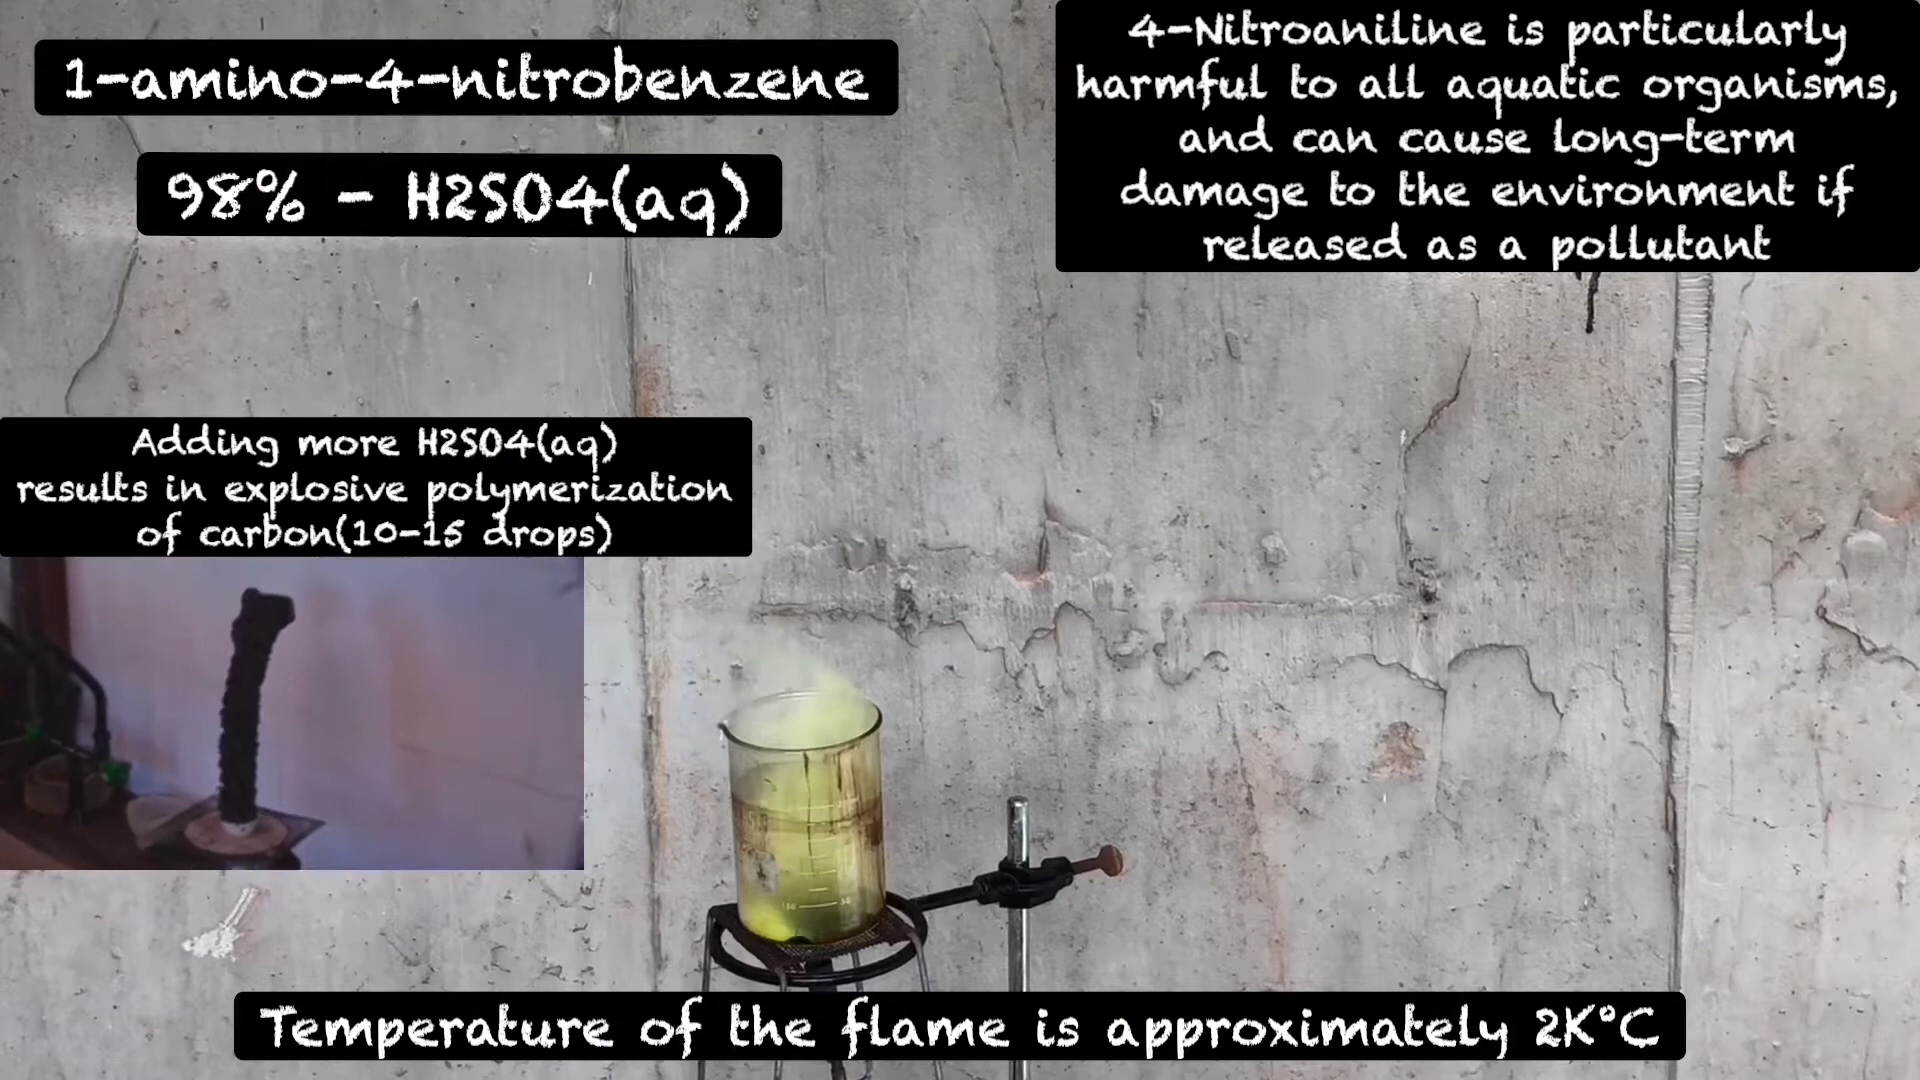 1-amino-4-nitrobenzene
98% - H2SO4(aq)
4-Nitroaniline is particularly
harmful to all aquatic organisms,
and can cause long-term
damage to the environment if
released as a pollutant
Adding more H2SO4(aq)
results in explosive polymerization
of carbon(10-15 drops)
Temperature of the flame is approximately 2K°C